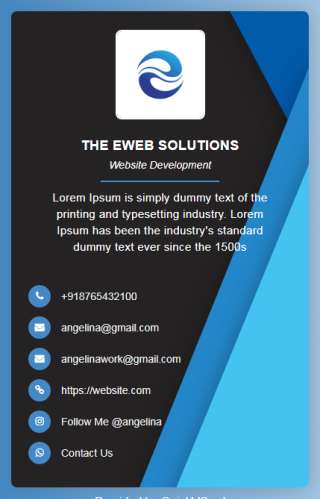 THE EWEB SOLUTIONS
Website Development
Lorem Ipsum is simply dummy text of the
printing and typesetting industry. Lorem
Ipsum has been the industry's standard
dummy text ever since the 1500s
+918765432100
angelina@gmail.com
angelinawork@gmail.com
https://website.com
Follow Me @angelina
Contact Us